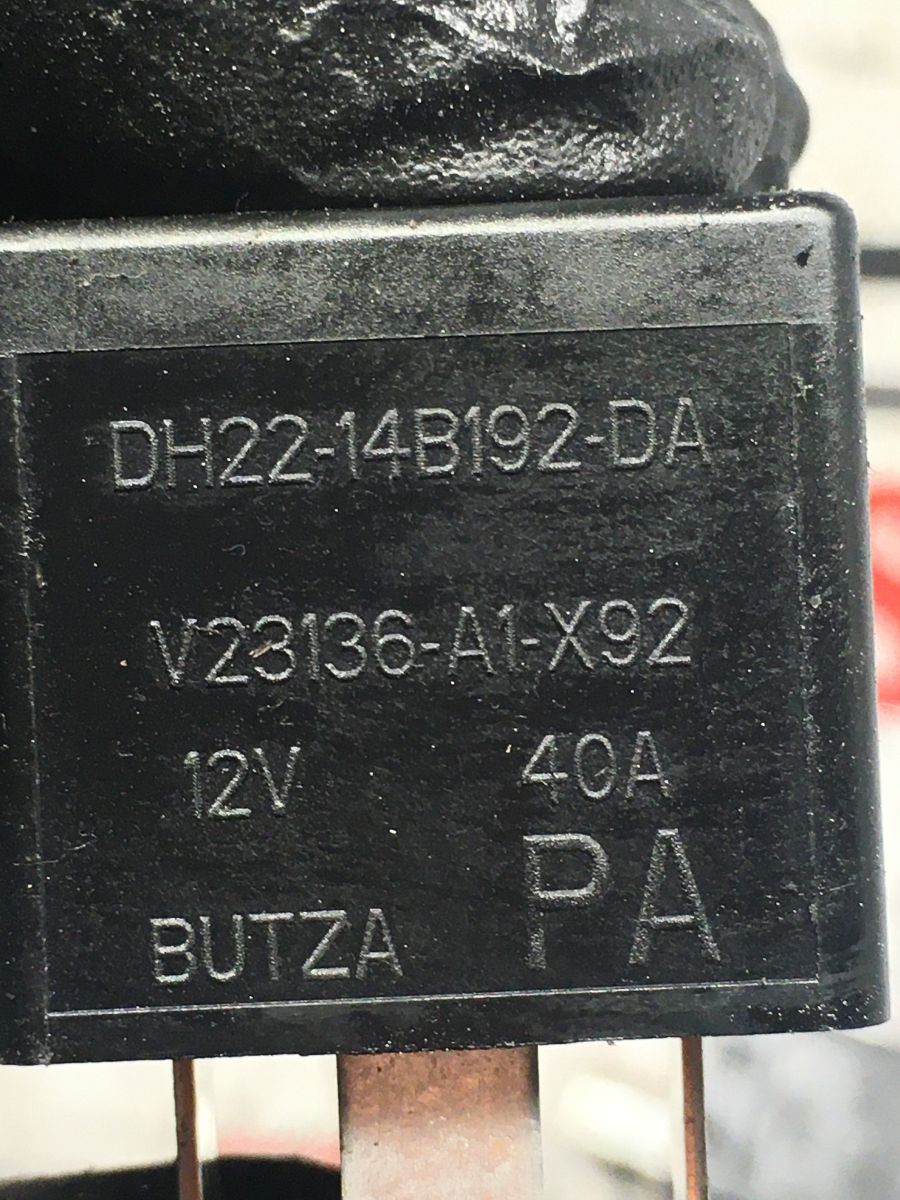 DH22-14B192-DA
V23136-A1-X92
12V 40A
PA
BUTZA